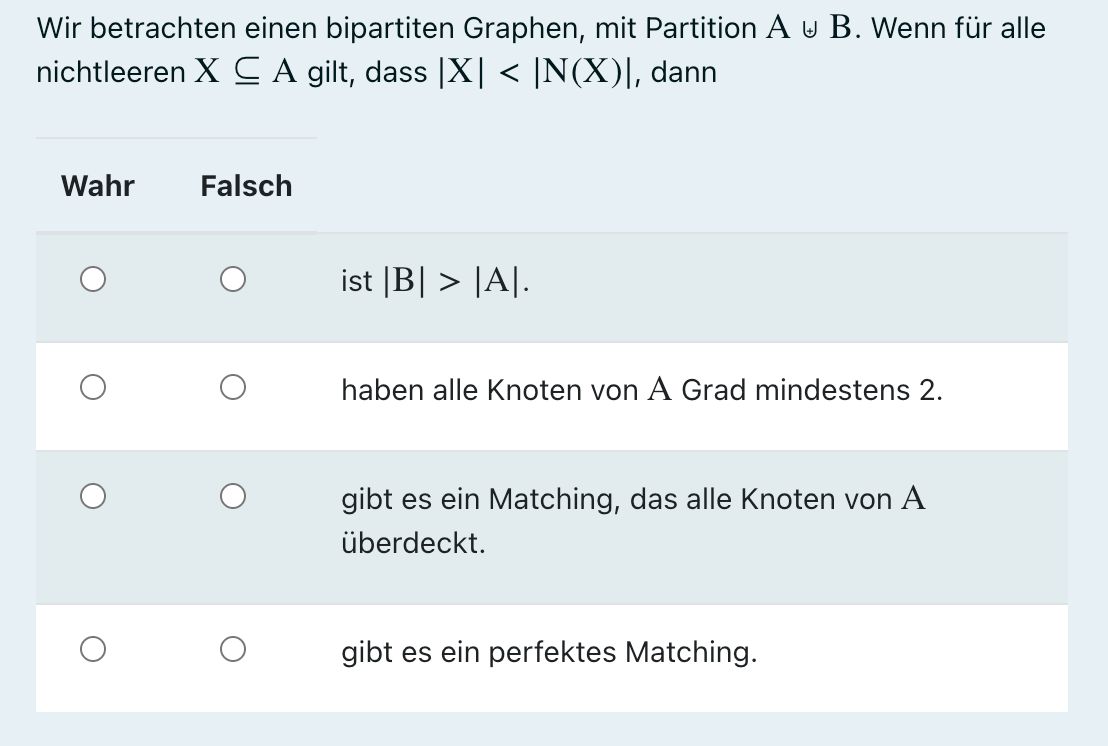 Wir betrachten einen bipartiten Graphen, mit Partition A ⊎ B. Wenn für alle
nichtleeren X ⊆ A gilt, dass |X| < |N(X)|, dann
Wahr Falsch
ist |B| > |A|.
haben alle Knoten von A Grad mindestens 2.
gibt es ein Matching, das alle Knoten von A
überdeckt.
gibt es ein perfektes Matching.